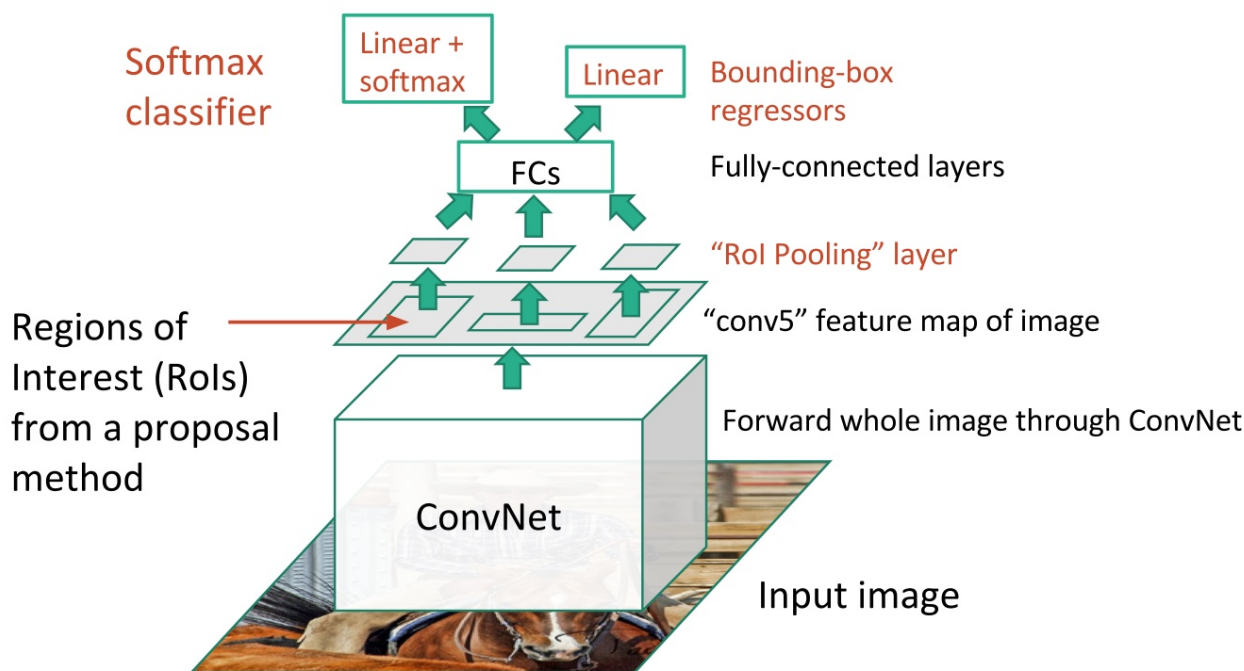 Softmax
classifier
Linear +
softmax
Linear
Bounding-box
regressors
FCs
Fully-connected layers
“RoI Pooling” layer
Regions of
Interest (RoIs)
from a proposal
method
“conv5” feature map of image
Forward whole image through ConvNet
ConvNet
Input image